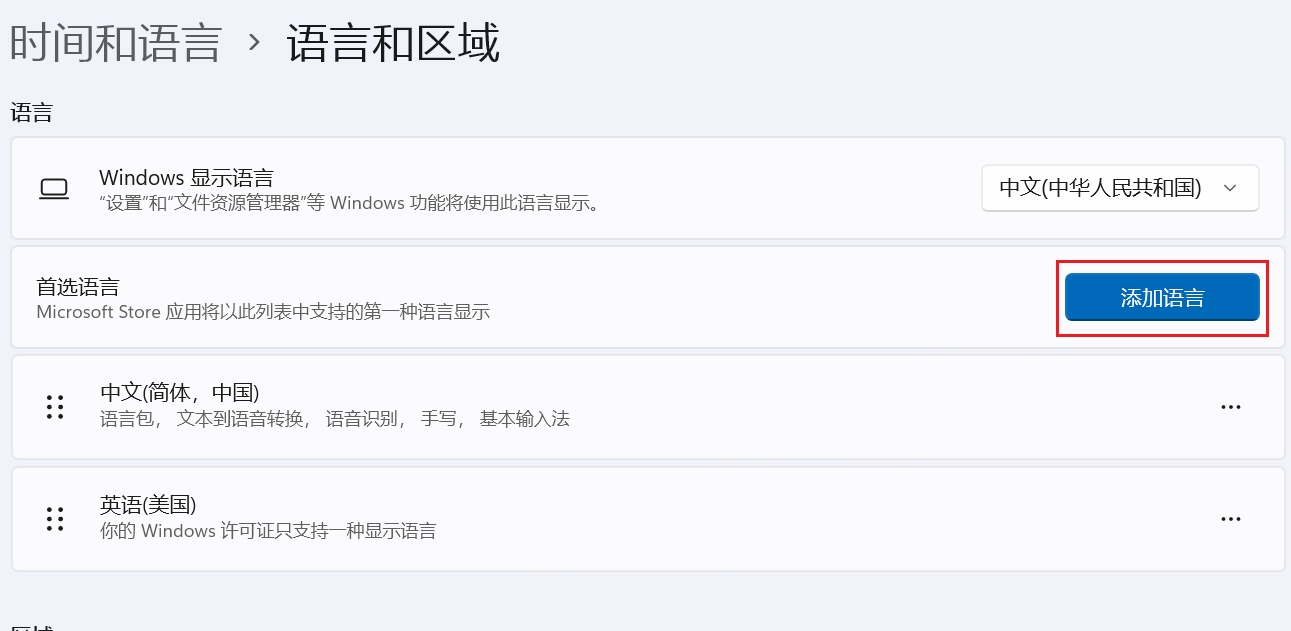 时间和语言 › 语言和区域
语言
Windows 显示语言
“设置”和“文件资源管理器”等 Windows 功能将使用此语言显示。
中文(中华人民共和国)
首选语言
Microsoft Store 应用将以此列表中支持的第一种语言显示
添加语言
中文(简体，中国)
语言包， 文本到语音转换， 语音识别， 手写， 基本输入法
英语(美国)
你的 Windows 许可证只支持一种显示语言
区域